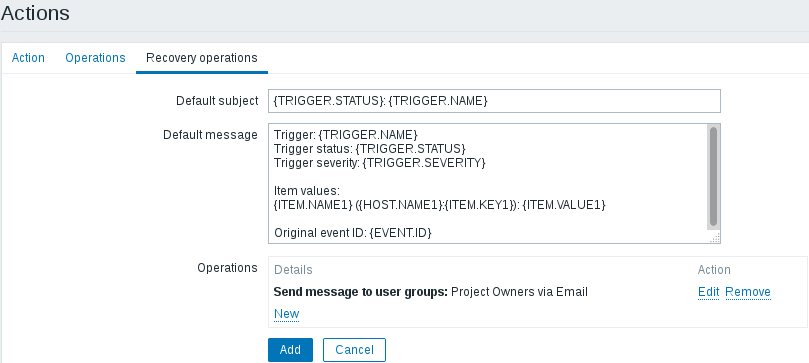 Actions
Action Operations Recovery operations
Default subject {TRIGGER.STATUS}: {TRIGGER.NAME}
Default message Trigger: {TRIGGER.NAME}
Trigger status: {TRIGGER.STATUS}
Trigger severity: {TRIGGER.SEVERITY}
Item values:
{ITEM.NAME1} ({HOST.NAME1}:{ITEM.KEY1}): {ITEM.VALUE1}
Original event ID: {EVENT.ID}
Operations Details Action
Send message to user groups: Project Owners via Email Edit Remove
New
Add Cancel